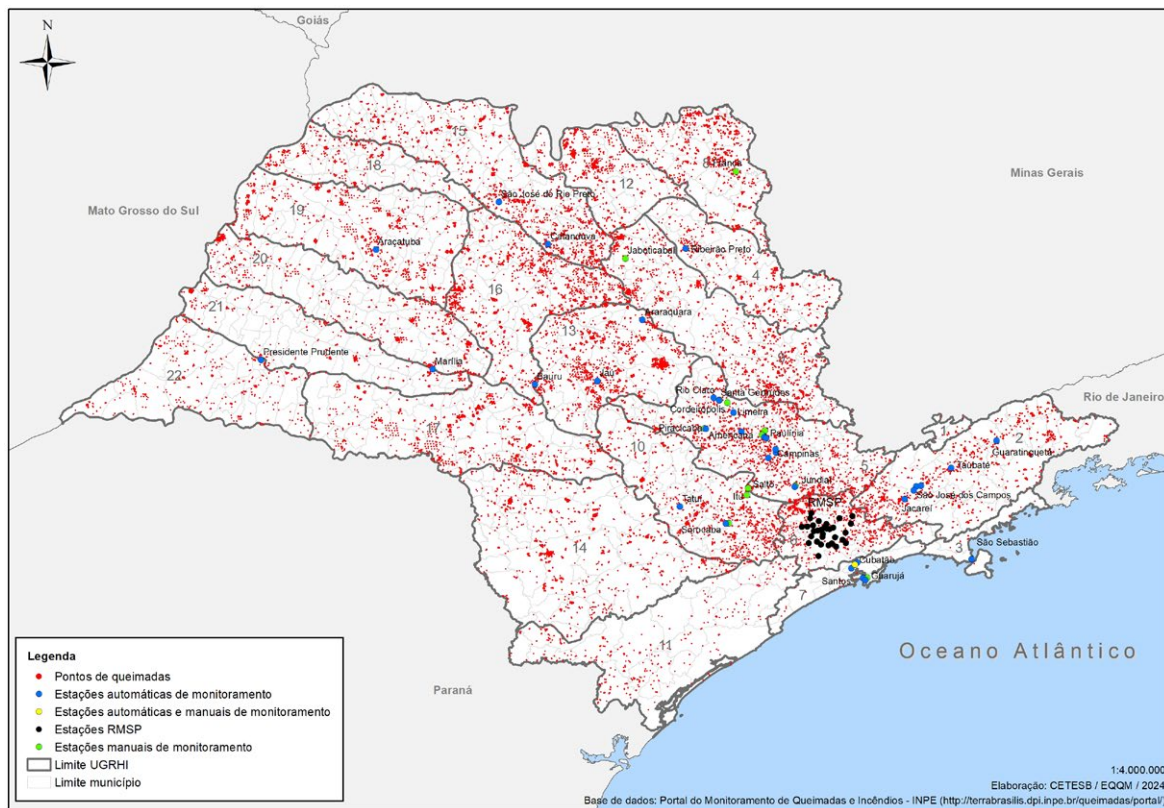 Goiás
N
Minas Gerais
Mato Grosso do Sul
15
18
8
Franca
12
São José do Rio Preto
19
Araçatuba
Catanduva
Jaboticabal
Ribeirão Preto
4
20
16
21
13
Araraquara
22
Presidente Prudente
Marília
Bauru
Jaú
9
Rio Claro
Santa Gertrudes
Cordeirópolis
Limeira
Rio de Janeiro
17
Piracicaba
Americana
Paulínia
10
Campinas
5
2
Guaratinguetá
Taubaté
Salto
Jundiaí
Itu
Tatuí
RMSP
São José dos Campos
Jacareí
Sorocaba
6
14
São Sebastião
3
Cubatão
Santos
Guarujá
7
11
Oceano Atlântico
Paraná
Legenda
Pontos de queimadas
Estações automáticas de monitoramento
Estações automáticas e manuais de monitoramento
Estações RMSP
Estações manuais de monitoramento
Limite UGRHI
Limite município
1:4.000.000
Elaboração: CETESB / EQQM / 2024
Base de dados: Portal do Monitoramento de Queimadas e Incêndios - INPE (http://terrabrasilis.dpi.inpe.br/queimadas/portal/